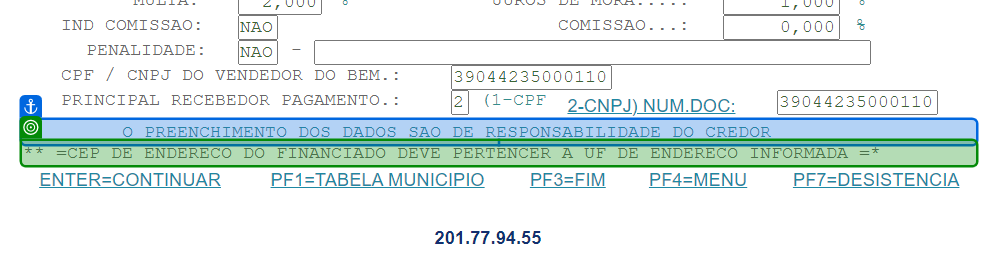 MULTA: 2,000 % JUROS DE MORA....: 1,000 %
IND COMISSAO: NAO COMISSAO...: 0,000 %
PENALIDADE: NAO -
CPF / CNPJ DO VENDEDOR DO BEM.: 39044235000110
PRINCIPAL RECEBEDOR PAGAMENTO.: 2 (1-CPF 2-CNPJ) NUM.DOC: 39044235000110
O PREENCHIMENTO DOS DADOS SAO DE RESPONSABILIDADE DO CREDOR
** =CEP DE ENDERECO DO FINANCIADO DEVE PERTENCER A UF DE ENDERECO INFORMADA =*
ENTER=CONTINUAR PF1=TABELA MUNICIPIO PF3=FIM PF4=MENU PF7=DESISTENCIA
201.77.94.55